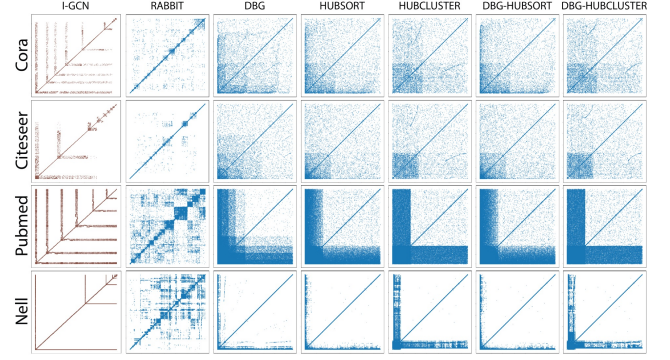 I-GCN RABBIT DBG HUBSORT HUBCLUSTER DBG-HUBSORT DBG-HUBCLUSTER
Cora
Citeseer
Pubmed
Nell